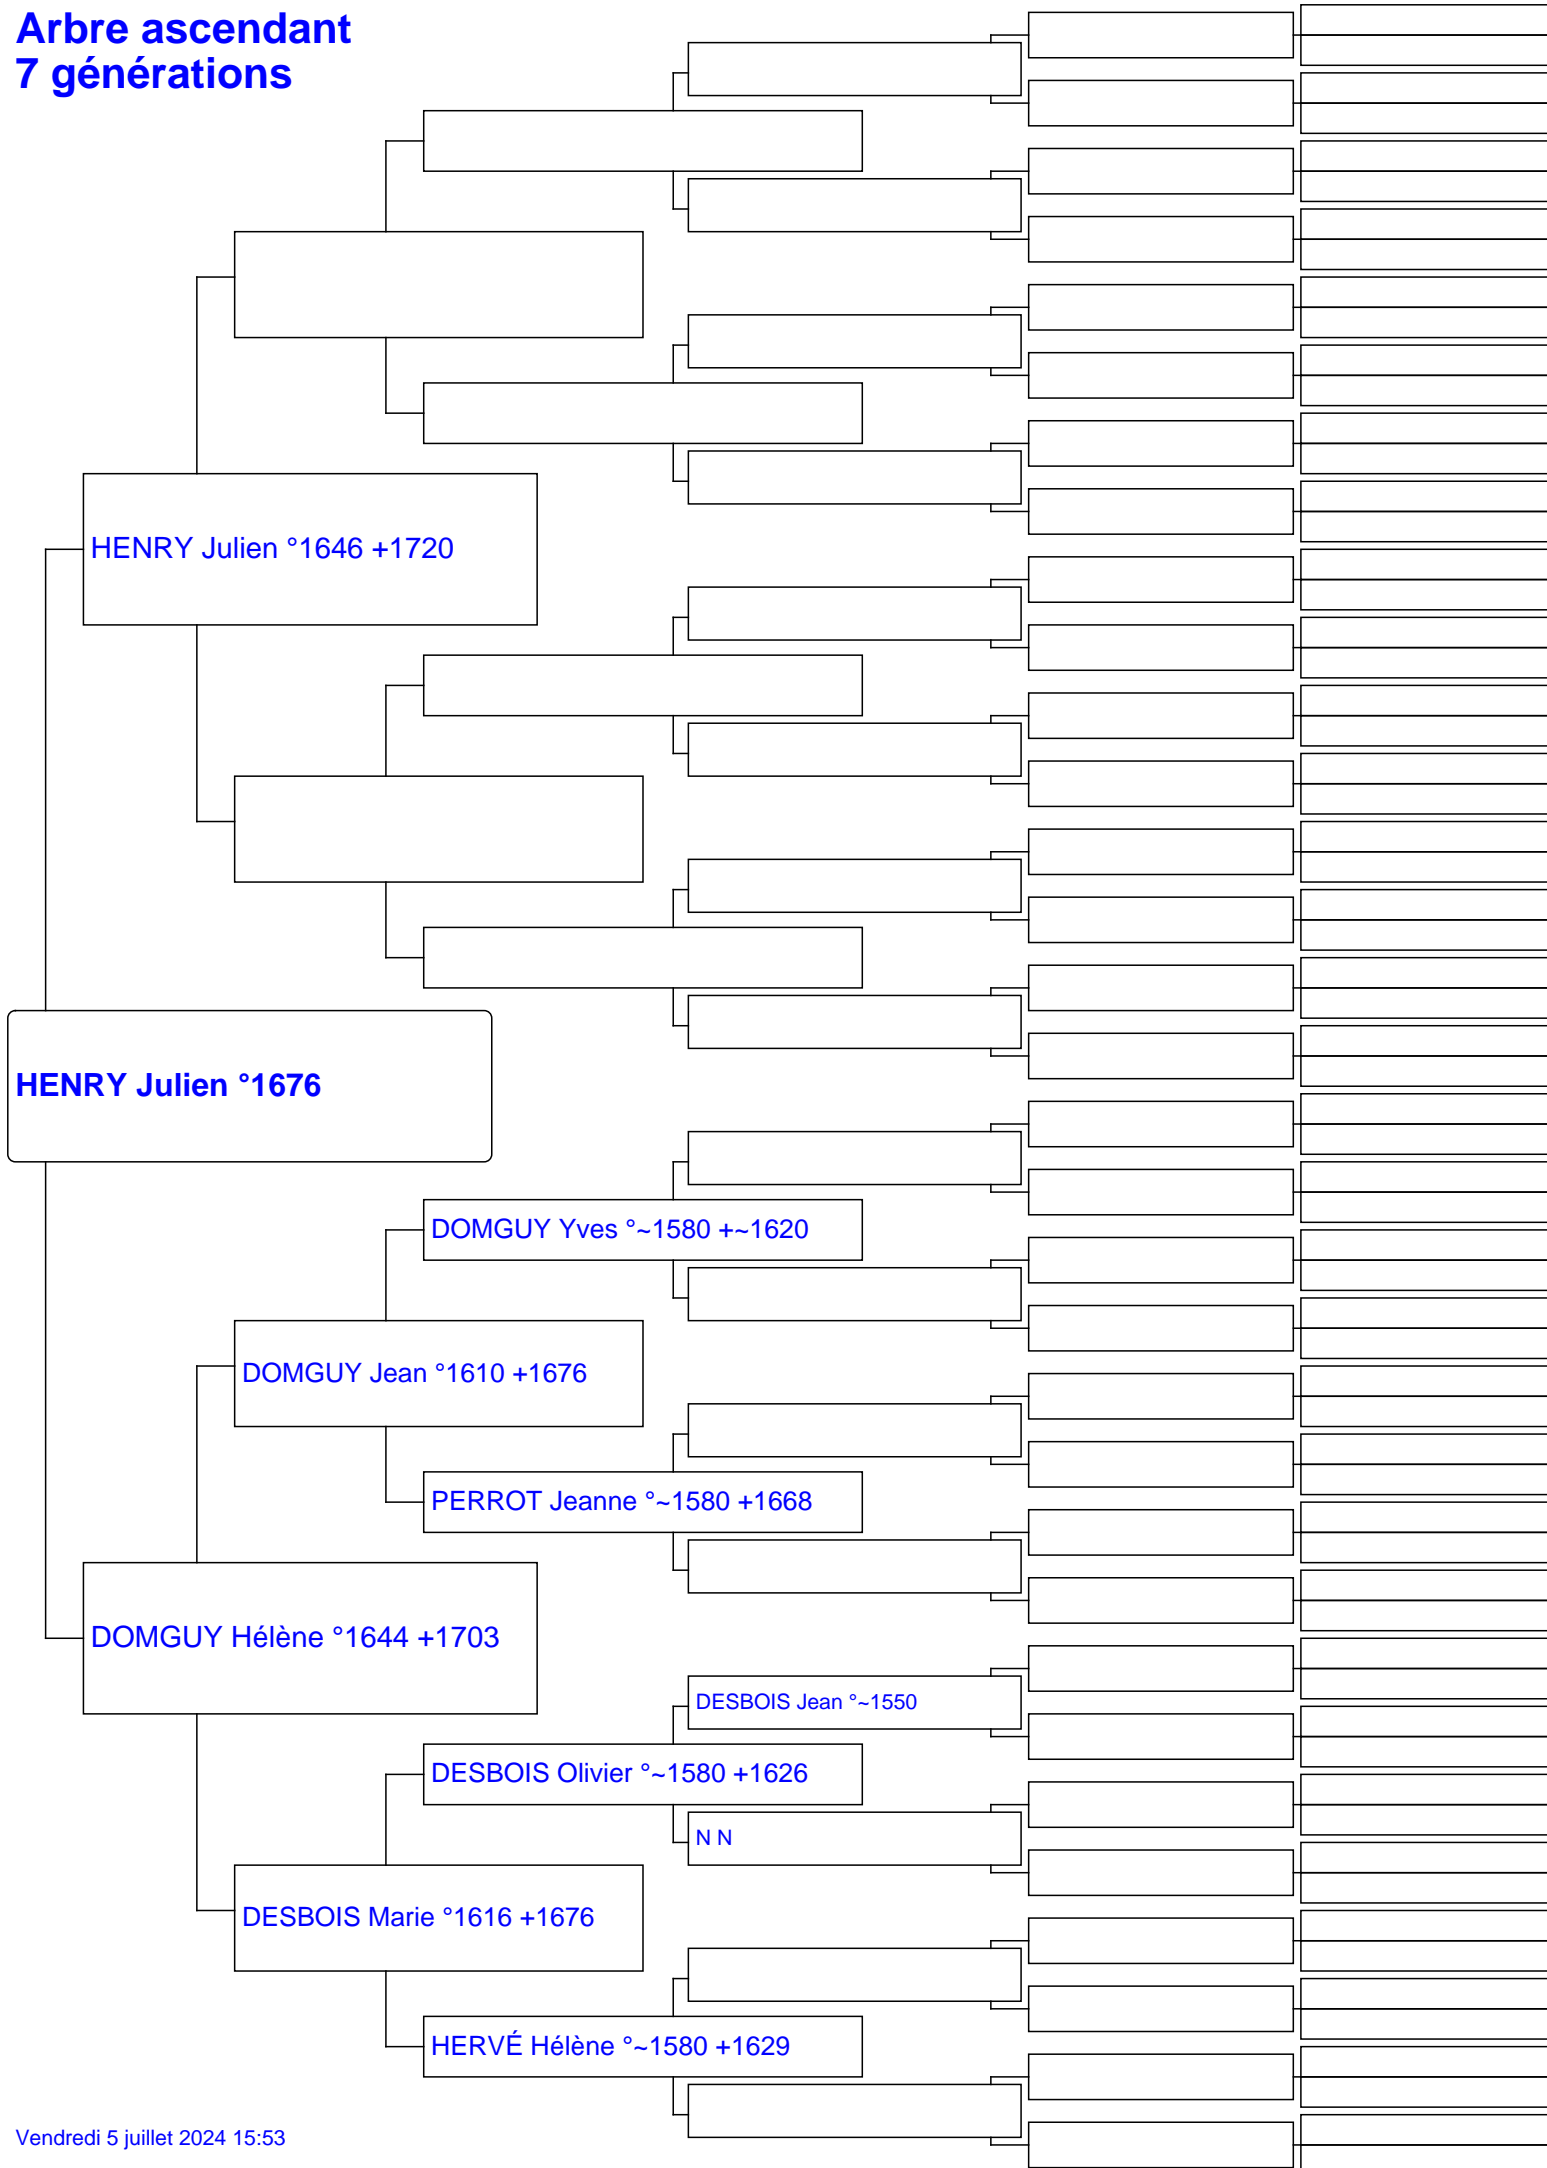 Arbre ascendant
7 générations
HENRY Julien °1646 +1720
HENRY Julien °1676
DOMGUY Yves °~1580 +~1620
DOMGUY Jean °1610 +1676
PERROT Jeanne °~1580 +1668
DOMGUY Hélène °1644 +1703
DESBOIS Jean °~1550
DESBOIS Olivier °~1580 +1626
N N
DESBOIS Marie °1616 +1676
HERVÉ Hélène °~1580 +1629
Vendredi 5 juillet 2024 15:53